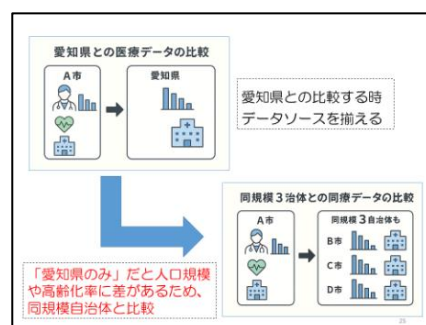 愛知県との医療データの比較
A市
愛知県
愛知県との比較する時
データソースを揃える
同規模3治体との同療データの比較
A市
同規模3自治体も
B市
C市
D市
「愛知県のみ」だと人口規模
や高齢化率に差があるため、
同規模自治体と比較